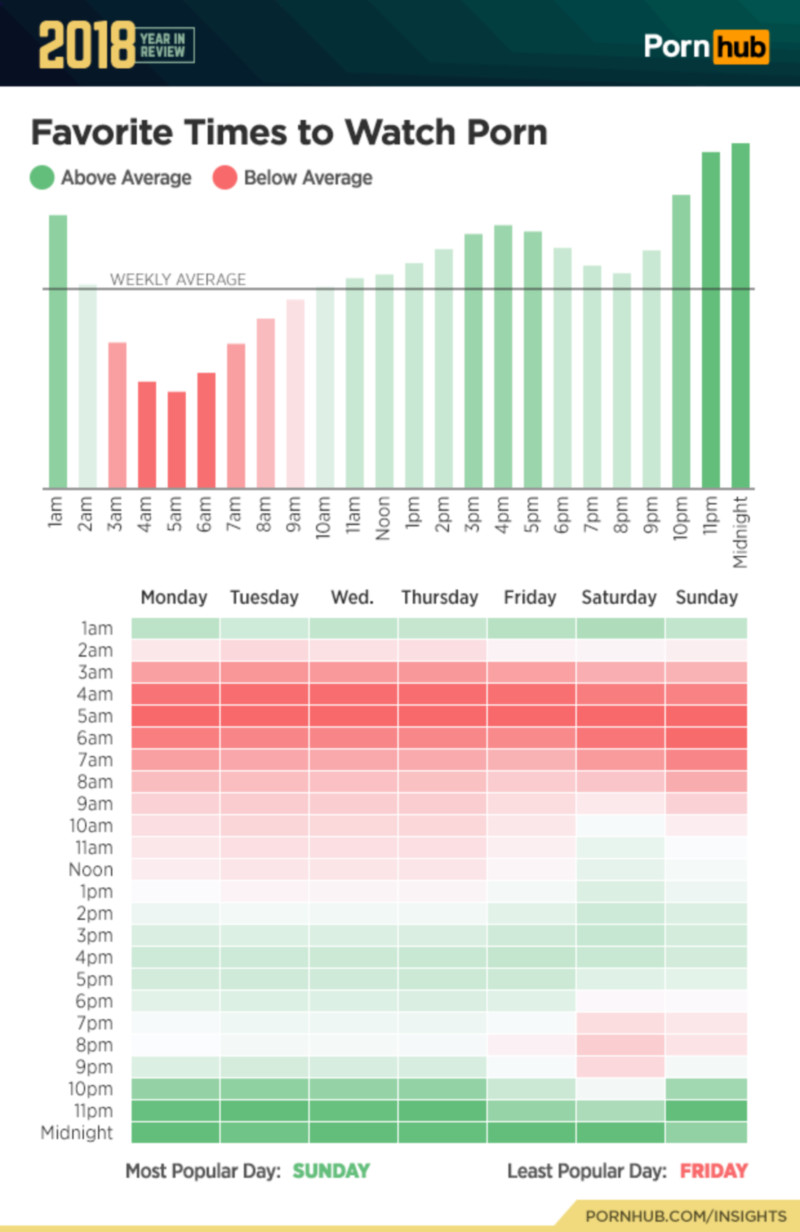 2018 YEAR IN REVIEW
Pornhub
Favorite Times to Watch Porn
Above Average Below Average
WEEKLY AVERAGE
1am 2am 3am 4am 5am 6am 7am 8am 9am 10am 11am Noon 1pm 2pm 3pm 4pm 5pm 6pm 7pm 8pm 9pm 10pm 11pm Midnight
Monday Tuesday Wed. Thursday Friday Saturday Sunday
1am
2am
3am
4am
5am
6am
7am
8am
9am
10am
11am
Noon
1pm
2pm
3pm
4pm
5pm
6pm
7pm
8pm
9pm
10pm
11pm
Midnight
Most Popular Day: SUNDAY Least Popular Day: FRIDAY
PORNHUB.COM/INSIGHTS